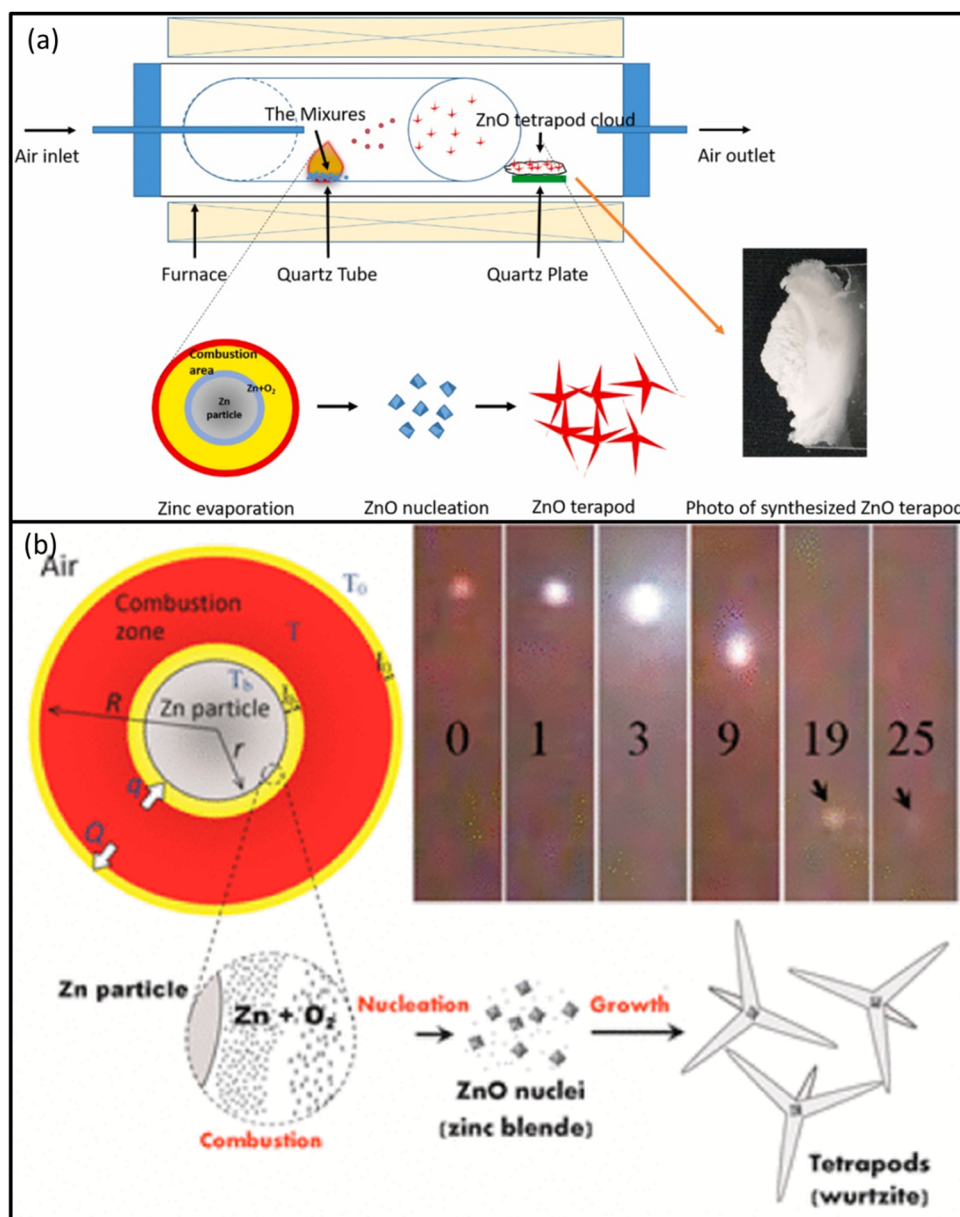 (a)
The Mixures
ZnO tetrapod cloud
Air inlet
Air outlet
Furnace
Quartz Tube
Quartz Plate
Combustion
area
Zn+O₂
Zn
particle
Zinc evaporation
ZnO nucleation
ZnO terapod
Photo of synthesized ZnO terapod
(b)
Air
T₀
Combustion
zone
T
T_b
Zn particle
R
r
q
Q
0
1
3
9
19
25
Zn particle
Zn + O₂
Combustion
Nucleation
Growth
ZnO nuclei
(zinc blende)
Tetrapods
(wurtzite)